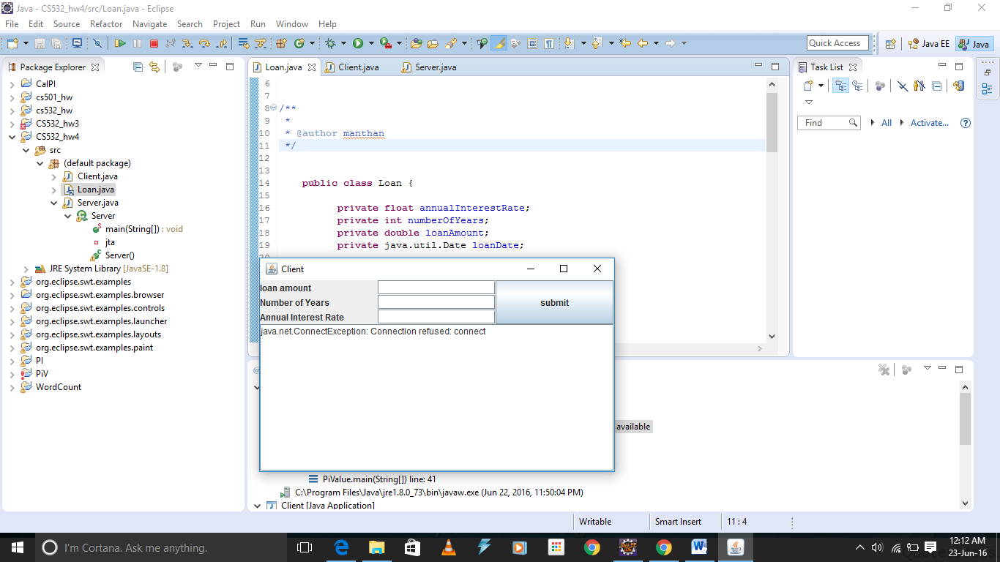 Java - CS532_hw4/src/Loan.java - Eclipse
File Edit Source Refactor Navigate Search Project Run Window Help
Quick Access
Java EE
Java
Package Explorer
CalPI
cs501_hw
cs532_hw
CS532_hw3
CS532_hw4
src
(default package)
Client.java
Loan.java
Server.java
Server
main(String[]) : void
jta
Server()
JRE System Library [JavaSE-1.8]
org.eclipse.swt.examples
org.eclipse.swt.examples.browser
org.eclipse.swt.examples.controls
org.eclipse.swt.examples.launcher
org.eclipse.swt.examples.layouts
org.eclipse.swt.examples.paint
PI
PiV
WordCount
Loan.java Client.java Server.java
6
7
8 /**
9 *
10 * @author manthan
11 */
12
13
14 public class Loan {
15
16 private float annualInterestRate;
17 private int numberOfYears;
18 private double loanAmount;
19 private java.util.Date loanDate;
Task List
Find All Activate...
Client
loan amount
Number of Years
Annual Interest Rate
submit
java.net.ConnectException: Connection refused: connect
available
PiValue.main(String[]) line: 41
C:\Program Files\Java\jre1.8.0_73\bin\javaw.exe (Jun 22, 2016, 11:50:04 PM)
Client [Java Application]
Writable Smart Insert 11 : 4
I'm Cortana. Ask me anything.
12:12 AM
23-Jun-16